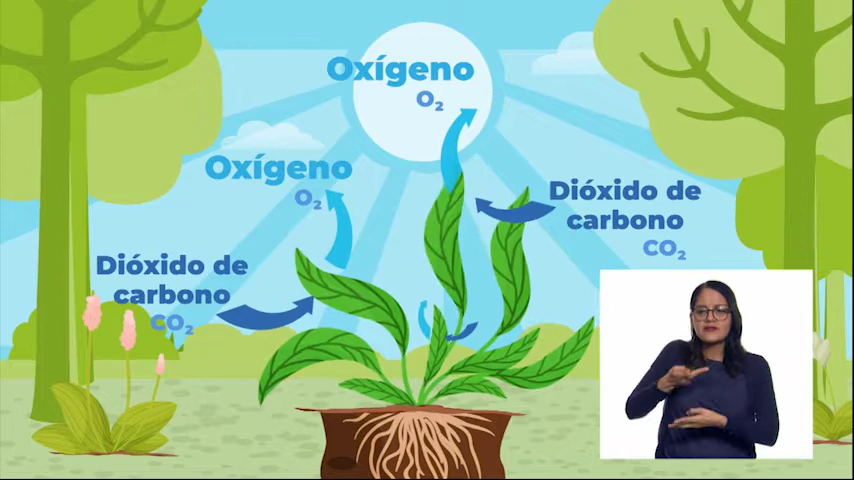 Oxígeno
O₂
Oxígeno
O₂
Dióxido de
carbono
CO₂
Dióxido de
carbono
CO₂